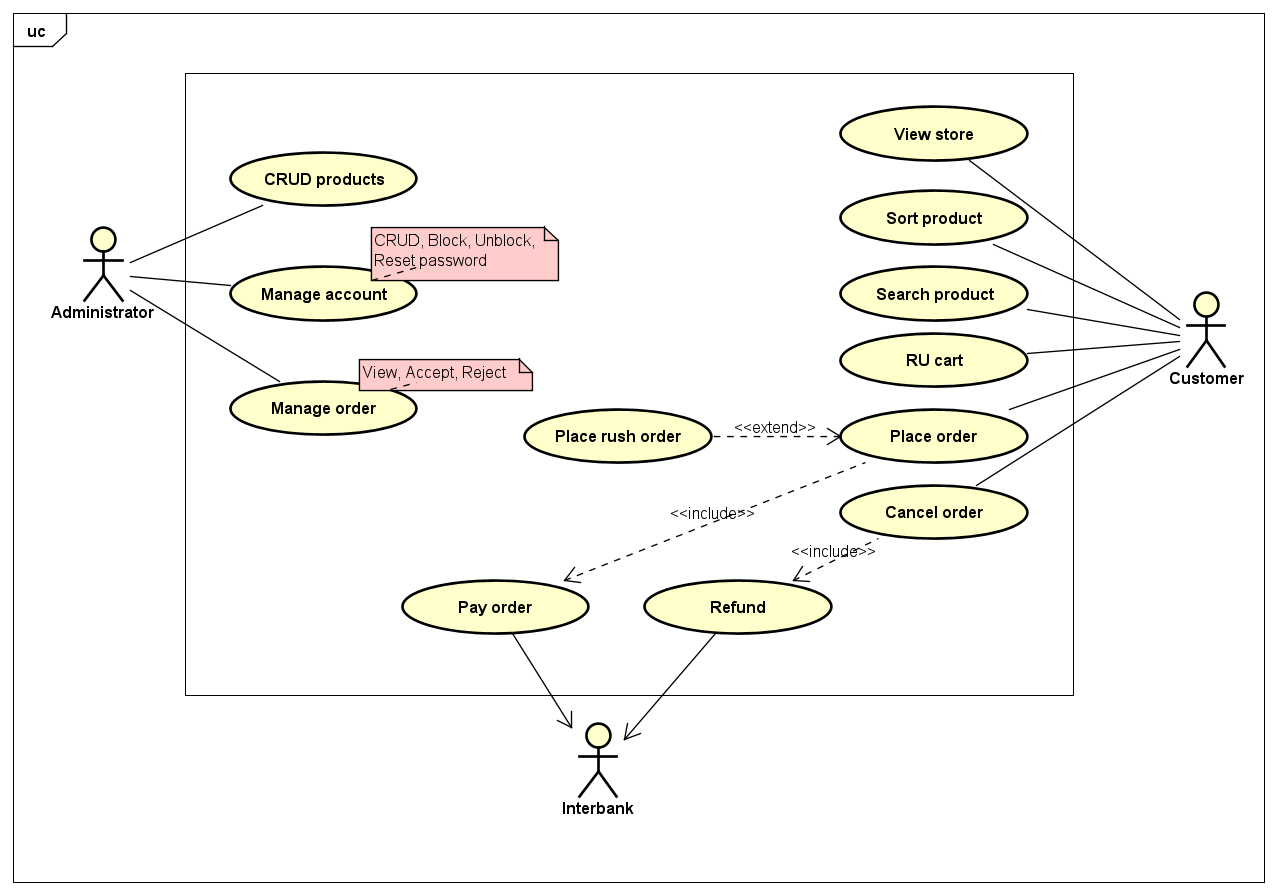 uc
View store
CRUD products
Sort product
CRUD, Block, Unblock,
Reset password
Administrator
Manage account
Search product
RU cart
Customer
View, Accept, Reject
Manage order
Place rush order
<<extend>>
Place order
<<include>>
Cancel order
<<include>>
Pay order
Refund
Interbank